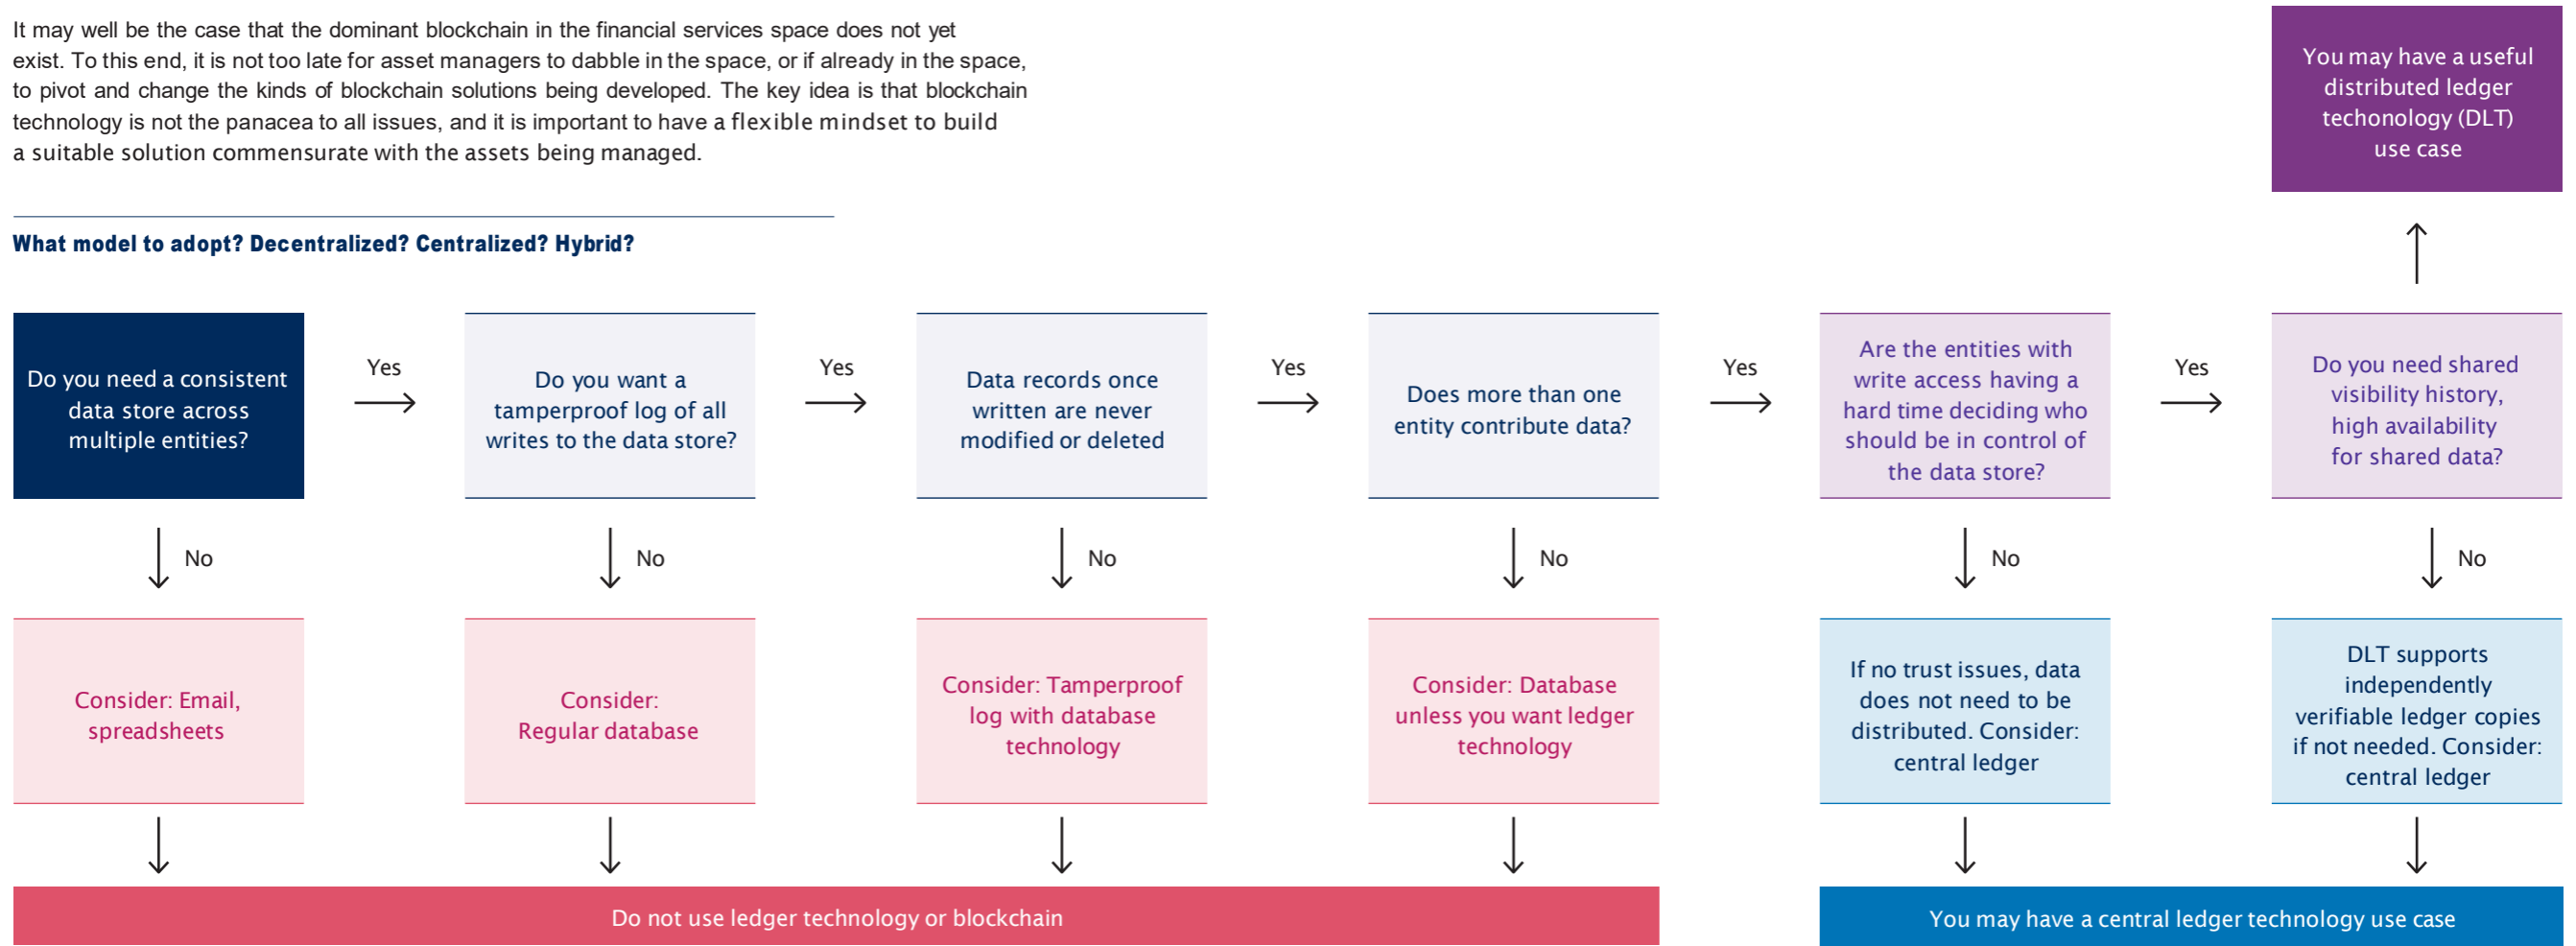 It may well be the case that the dominant blockchain in the financial services space does not yet
exist. To this end, it is not too late for asset managers to dabble in the space, or if already in the space,
to pivot and change the kinds of blockchain solutions being developed. The key idea is that blockchain
technology is not the panacea to all issues, and it is important to have a flexible mindset to build
a suitable solution commensurate with the assets being managed.
You may have a useful
distributed ledger
techonology (DLT)
use case
What model to adopt? Decentralized? Centralized? Hybrid?
Do you need a consistent
data store across
multiple entities?
Yes
Do you want a
tamperproof log of all
writes to the data store?
Yes
Data records once
written are never
modified or deleted
Yes
Does more than one
entity contribute data?
Yes
Are the entities with
write access having a
hard time deciding who
should be in control of
the data store?
Yes
Do you need shared
visibility history,
high availability
for shared data?
No
No
No
No
No
No
Consider: Email,
spreadsheets
Consider:
Regular database
Consider: Tamperproof
log with database
technology
Consider: Database
unless you want ledger
technology
If no trust issues, data
does not need to be
distributed. Consider:
central ledger
DLT supports
independently
verifiable ledger copies
if not needed. Consider:
central ledger
Do not use ledger technology or blockchain
You may have a central ledger technology use case